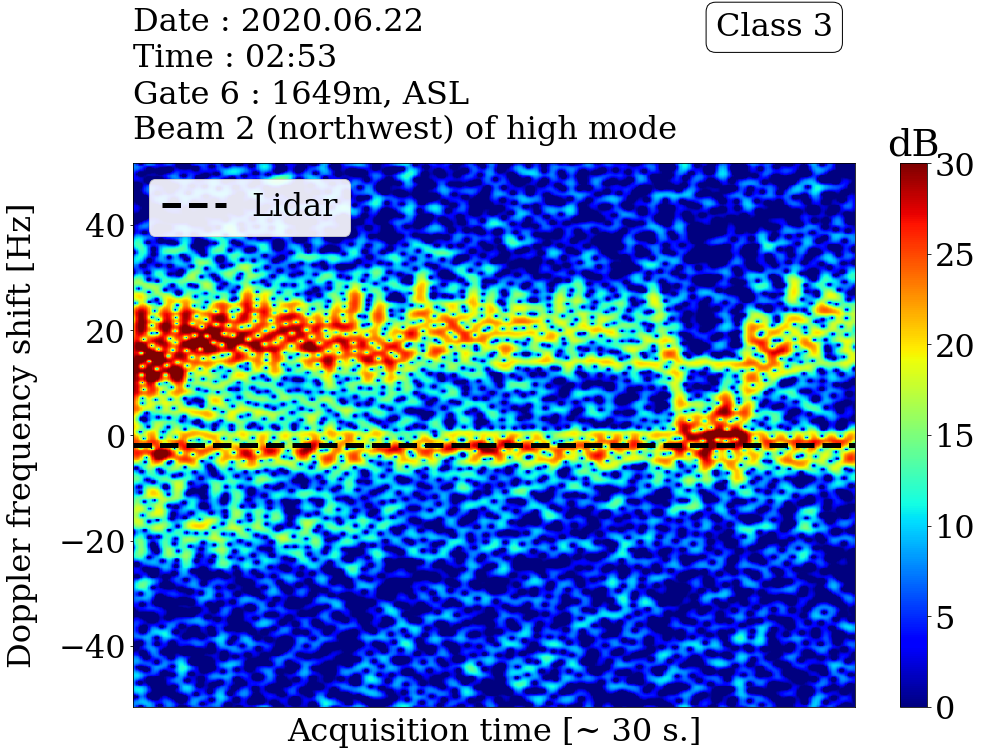 Date : 2020.06.22
Time : 02:53
Gate 6 : 1649m, ASL
Beam 2 (northwest) of high mode
Class 3
dB
Lidar
Doppler frequency shift [Hz]
40
20
0
−20
−40
30
25
20
15
10
5
0
Acquisition time [~ 30 s.]